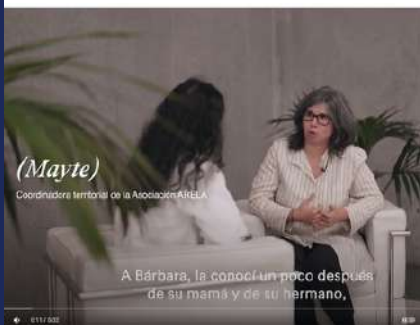 (Mayte)
Coordinadora territorial de la Asociación ARELA
A Bárbara, la conocí un poco después
de su mamá y de su hermano,